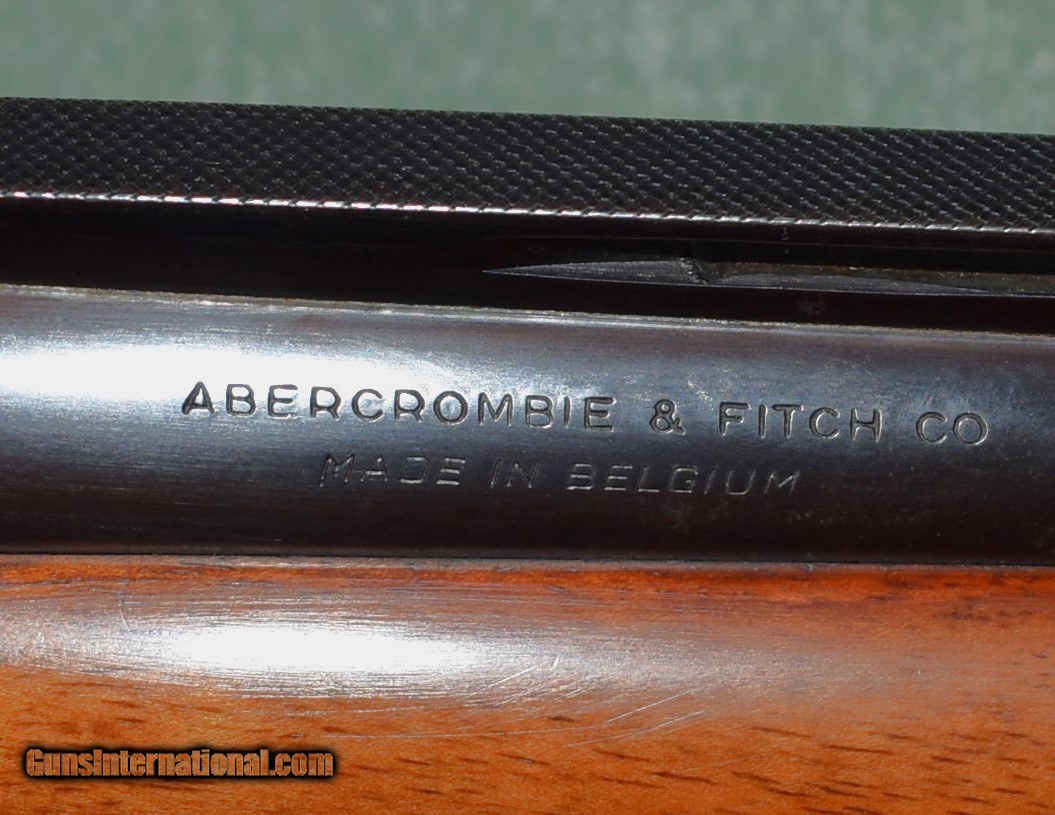 ABERCROMBIE & FITCH CO
MADE IN BELGIUM
GunsInternational.com